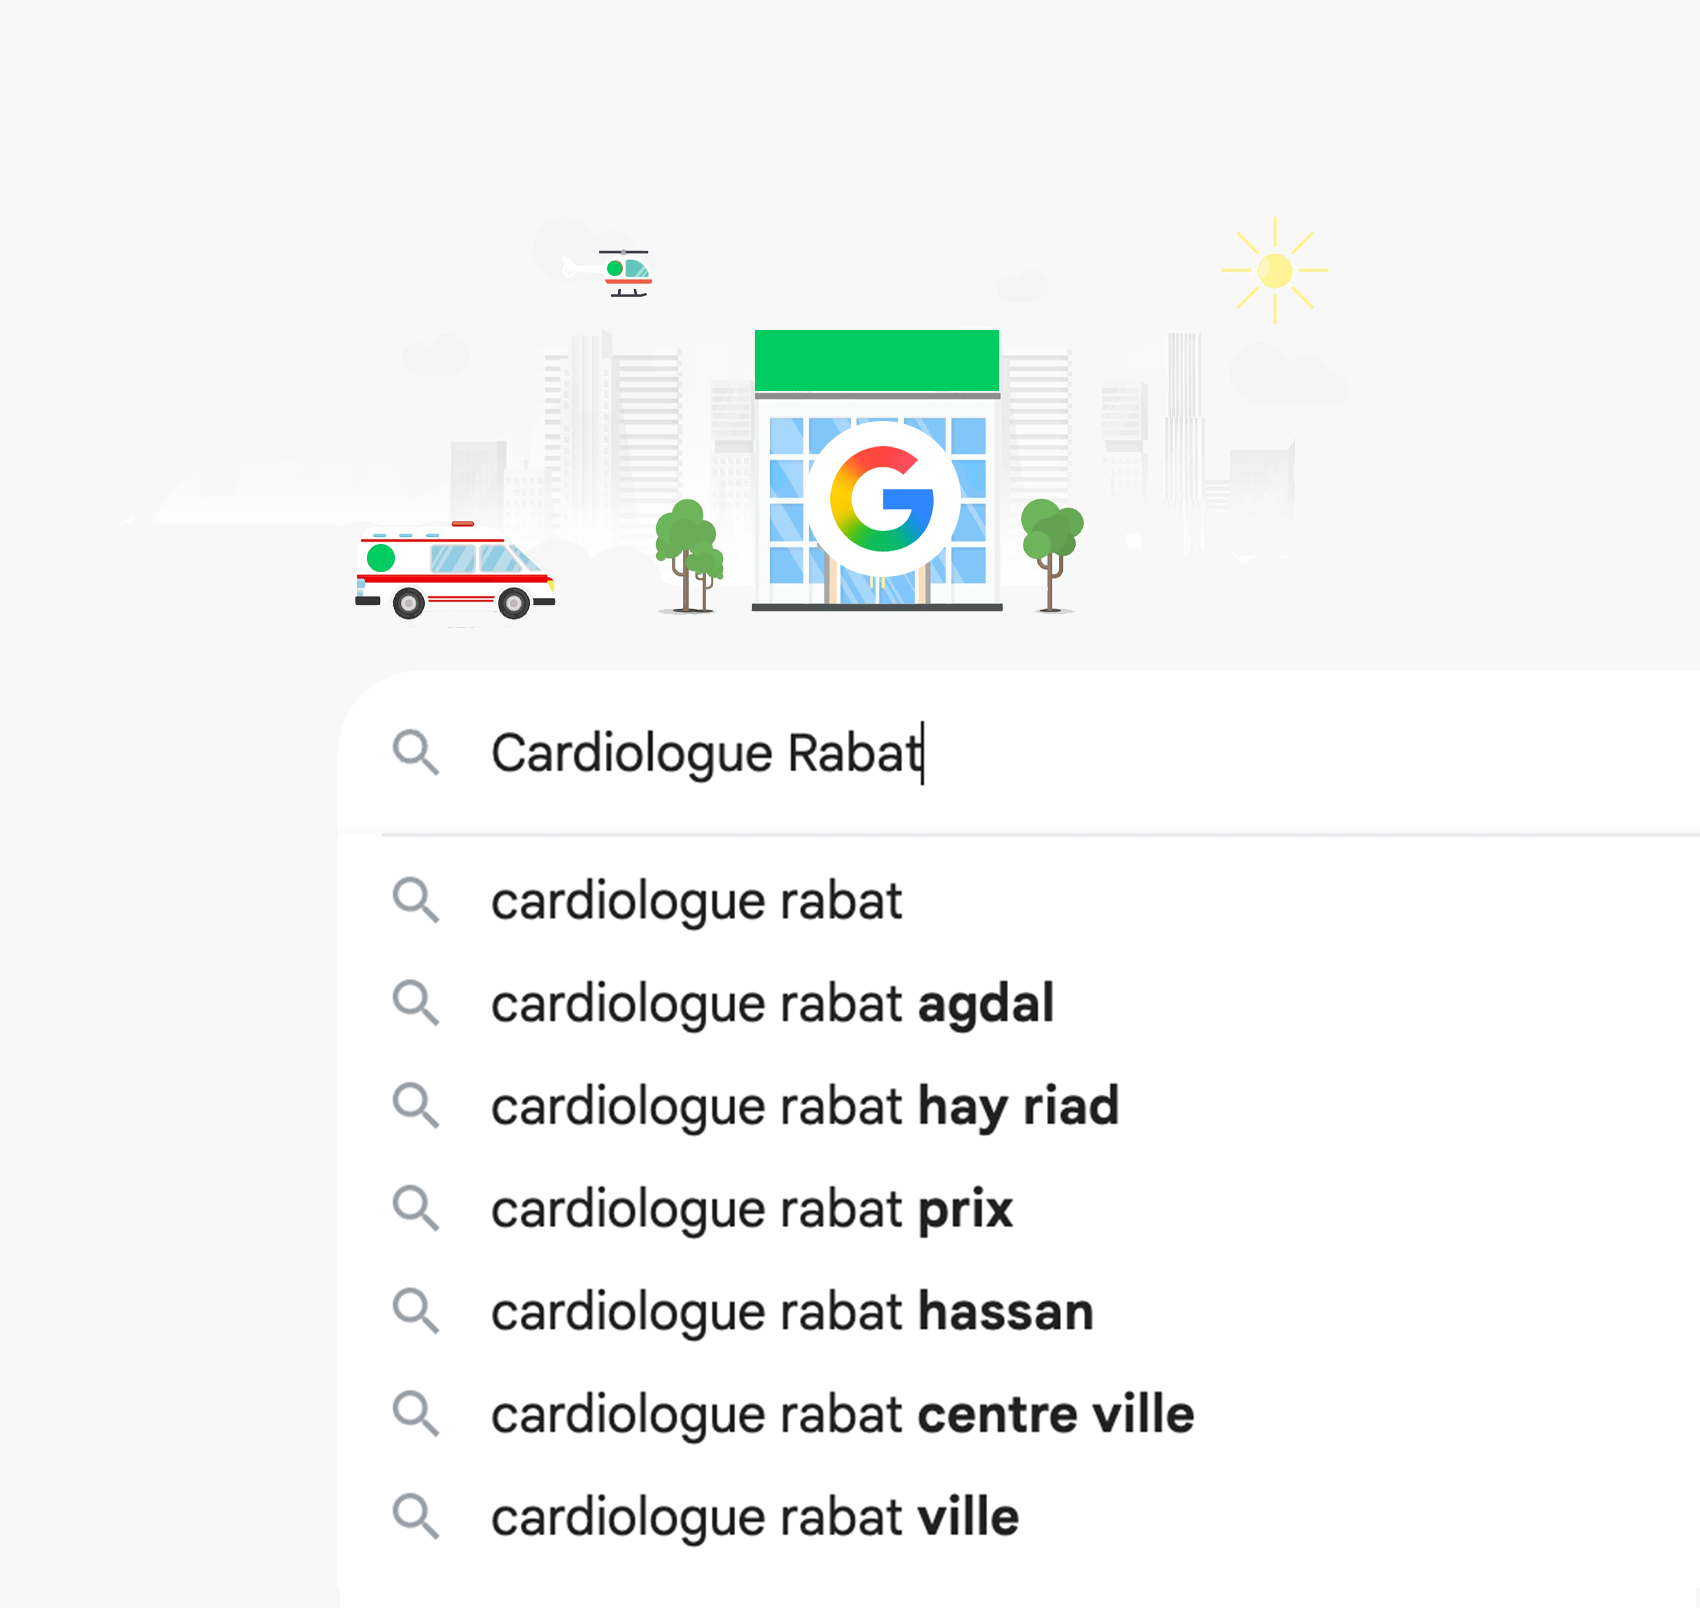 Cardiologue Rabat
cardiologue rabat
cardiologue rabat agdal
cardiologue rabat hay riad
cardiologue rabat prix
cardiologue rabat hassan
cardiologue rabat centre ville
cardiologue rabat ville